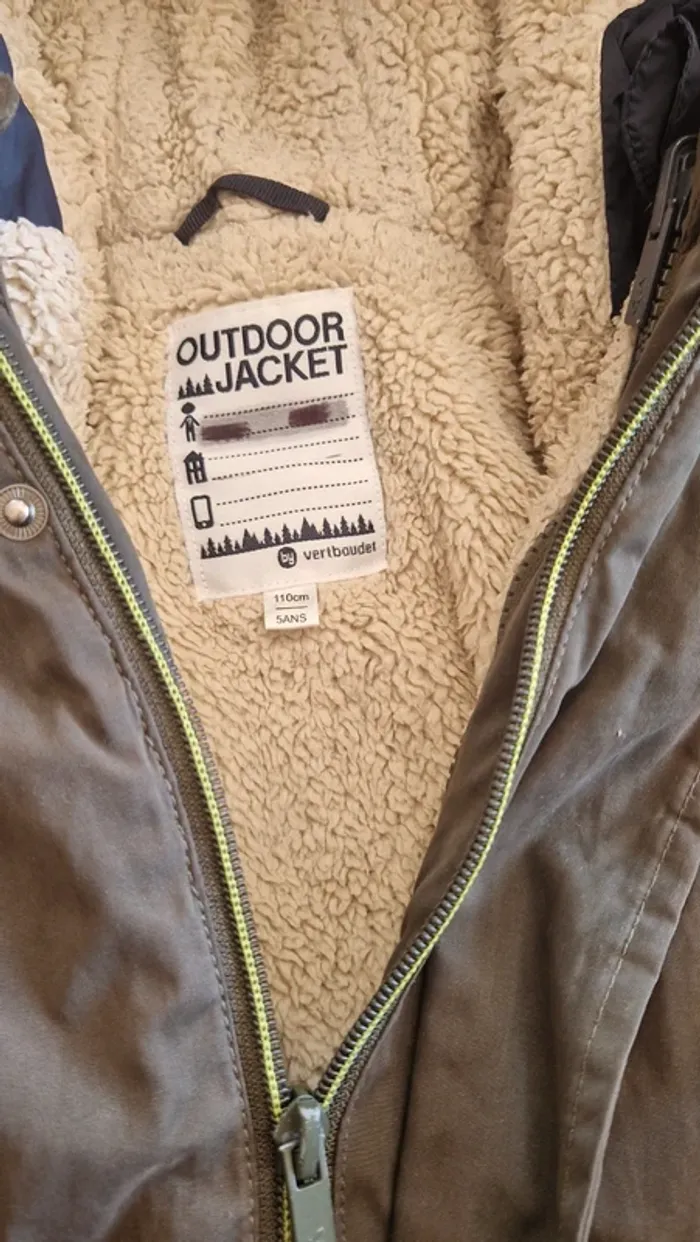 OUTDOOR
JACKET
by vertbaudet
110cm
5ANS